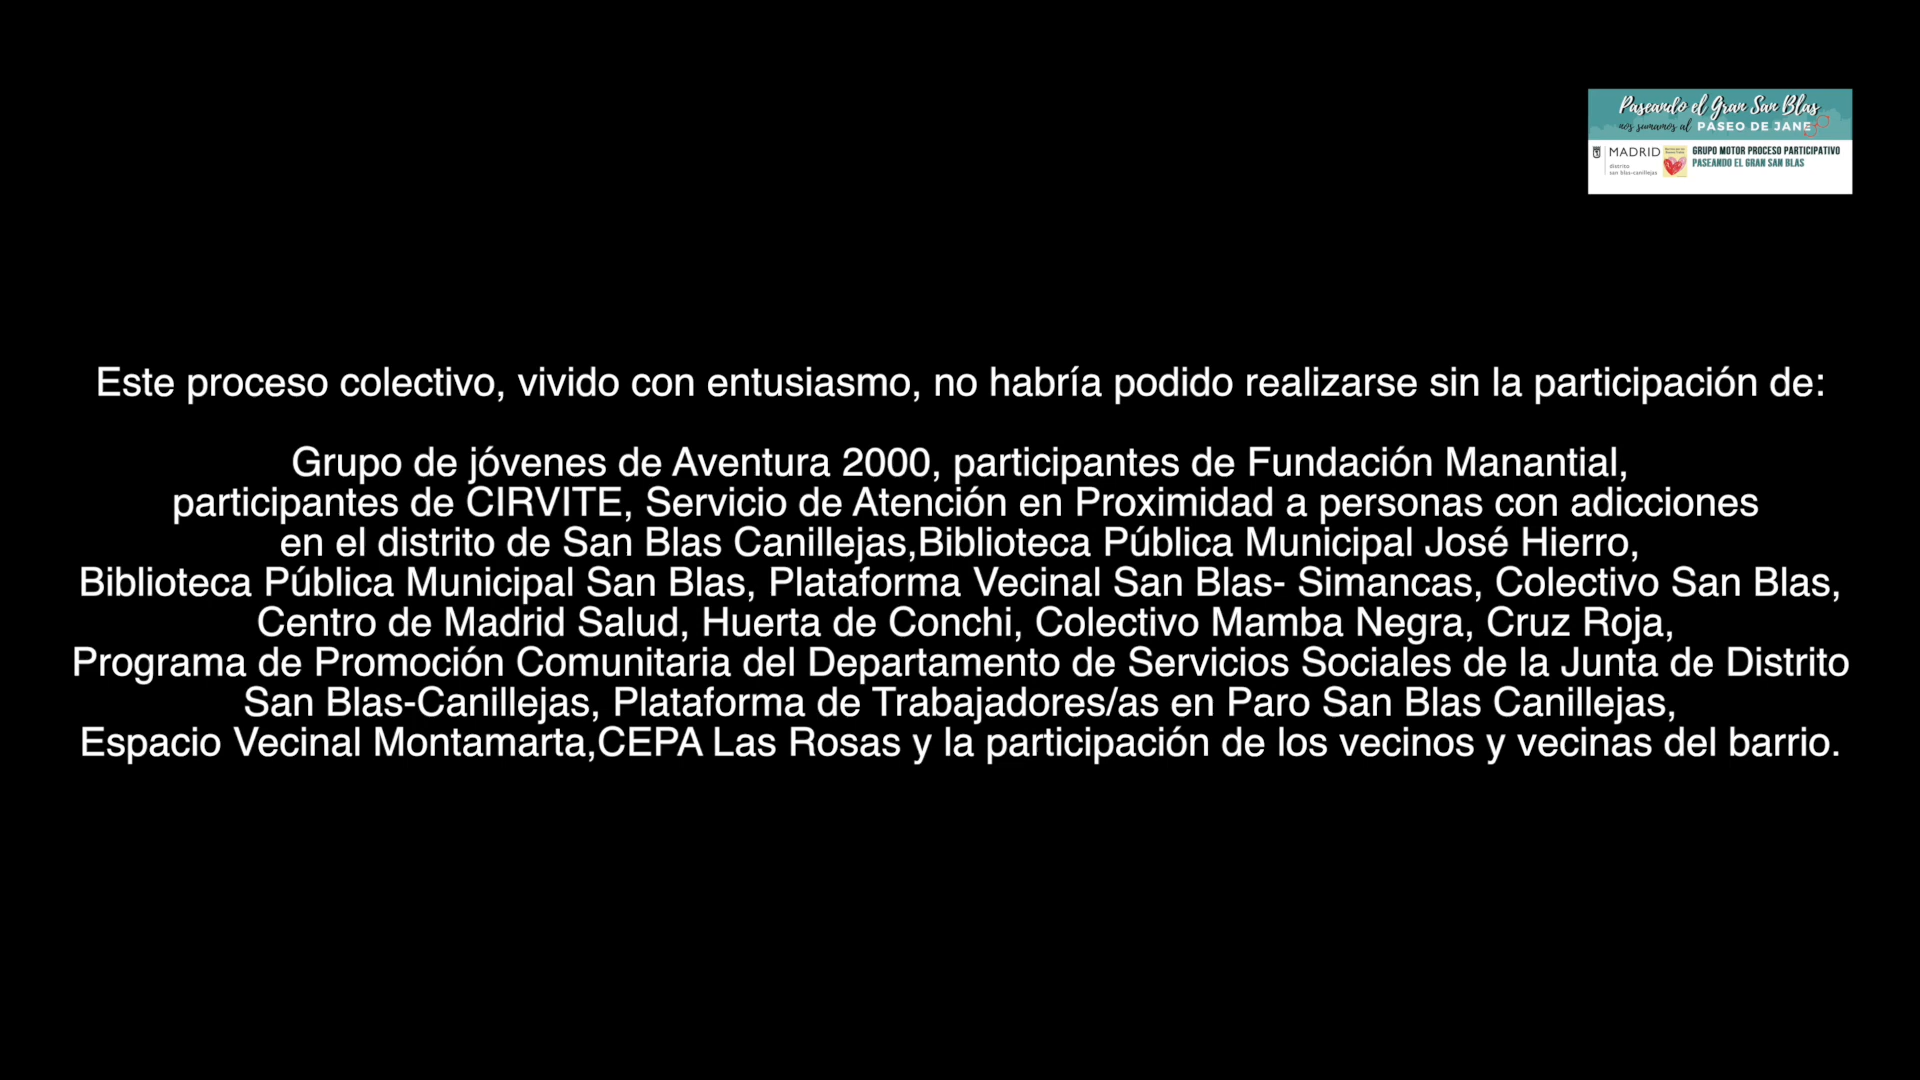 Paseando el Gran San Blas
nos sumamos al PASEO DE JANE
MADRID
distrito
san blas-canillejas
GRUPO MOTOR PROCESO PARTICIPATIVO
PASEANDO EL GRAN SAN BLAS
Este proceso colectivo, vivido con entusiasmo, no habría podido realizarse sin la participación de:
Grupo de jóvenes de Aventura 2000, participantes de Fundación Manantial,
participantes de CIRVITE, Servicio de Atención en Proximidad a personas con adicciones
en el distrito de San Blas Canillejas,Biblioteca Pública Municipal José Hierro,
Biblioteca Pública Municipal San Blas, Plataforma Vecinal San Blas- Simancas, Colectivo San Blas,
Centro de Madrid Salud, Huerta de Conchi, Colectivo Mamba Negra, Cruz Roja,
Programa de Promoción Comunitaria del Departamento de Servicios Sociales de la Junta de Distrito
San Blas-Canillejas, Plataforma de Trabajadores/as en Paro San Blas Canillejas,
Espacio Vecinal Montamarta,CEPA Las Rosas y la participación de los vecinos y vecinas del barrio.